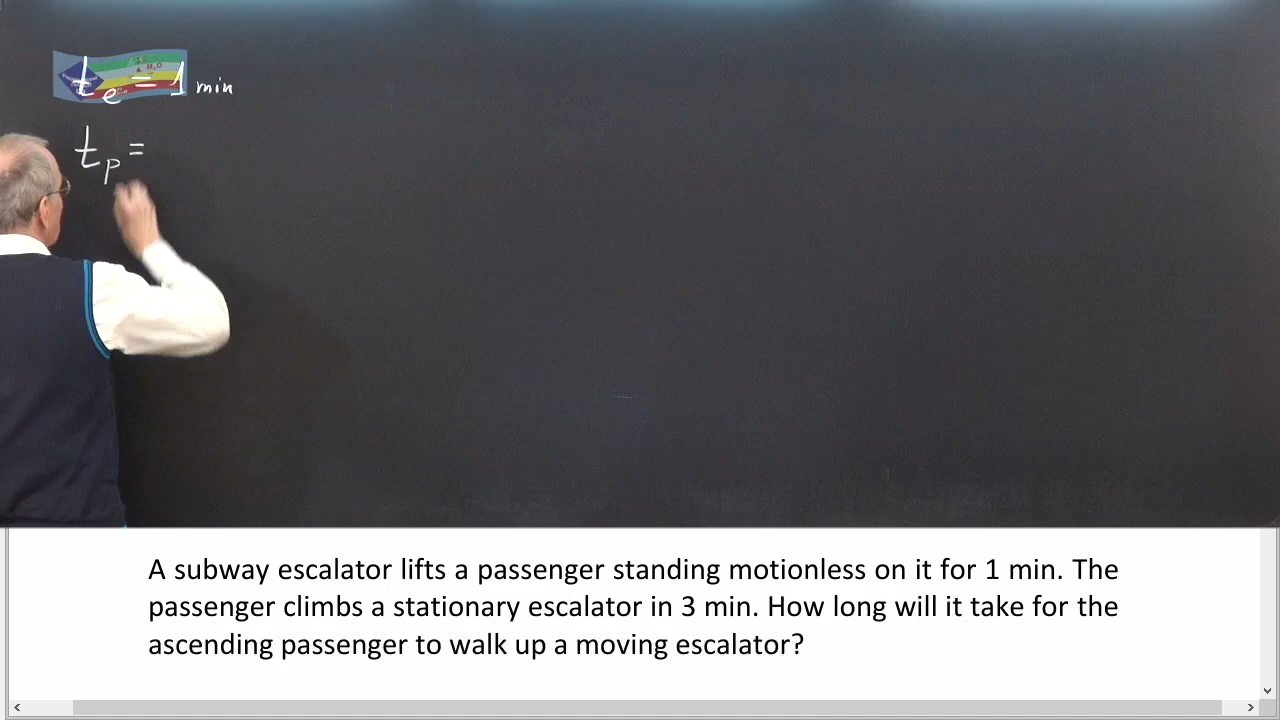 t_e = 1 min
t_p =
H₂O
A subway escalator lifts a passenger standing motionless on it for 1 min. The
passenger climbs a stationary escalator in 3 min. How long will it take for the
ascending passenger to walk up a moving escalator?